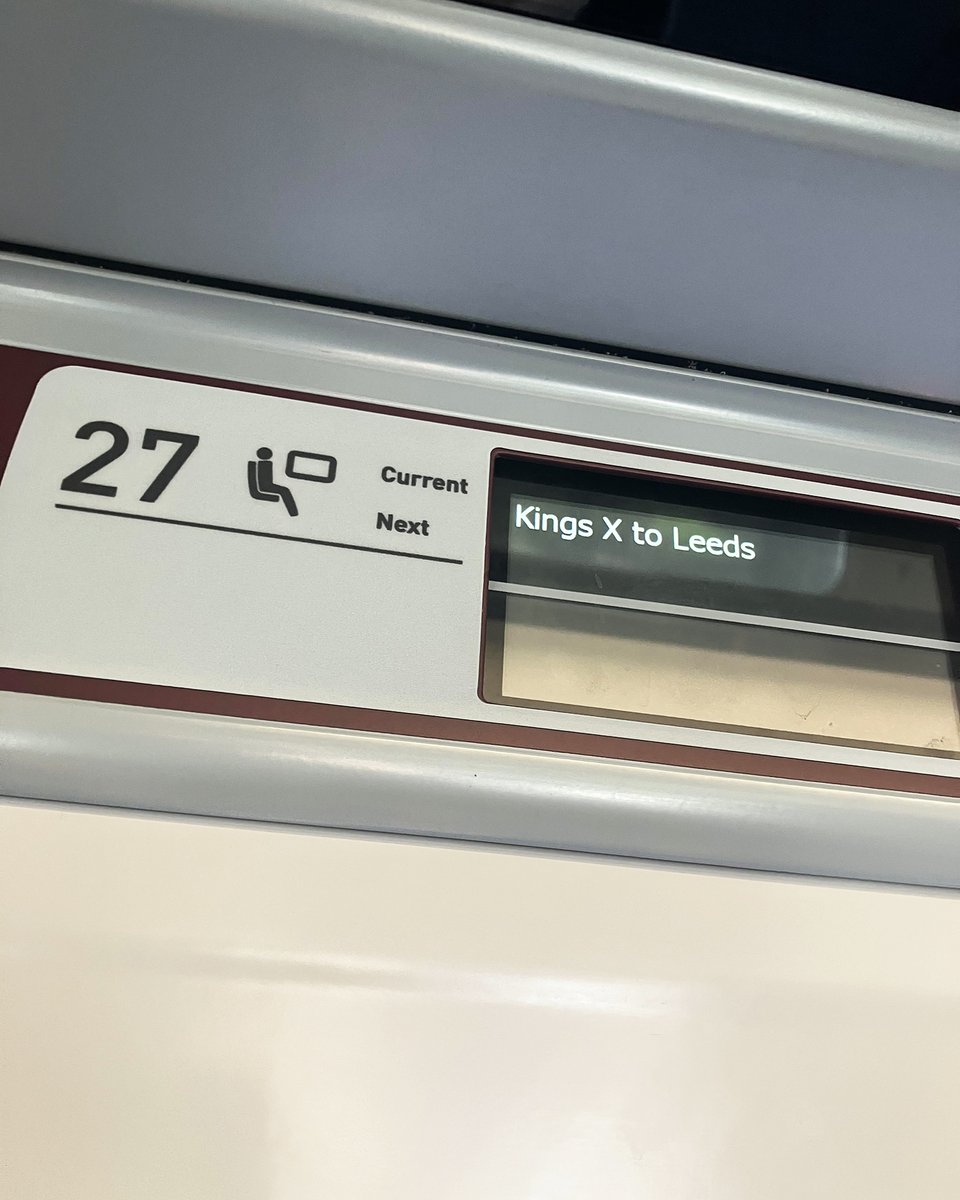 27
Current
Next
Kings X to Leeds